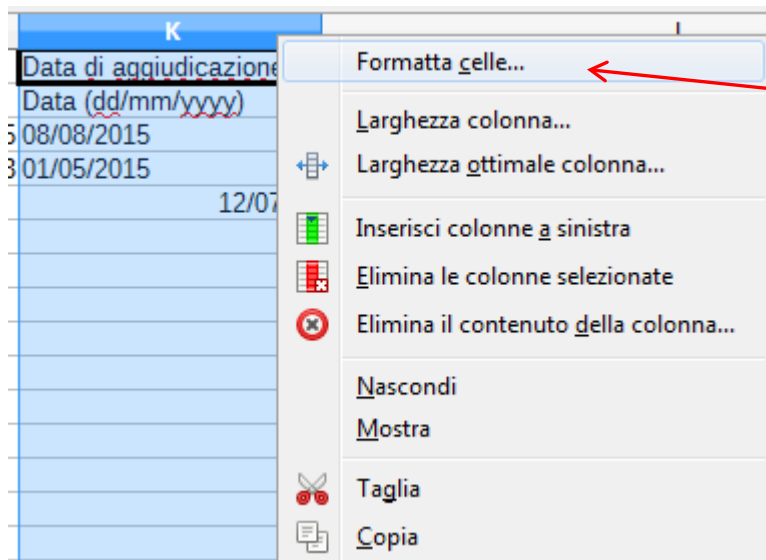 K
Data di aggiudicazione
Data (dd/mm/yyyy)
08/08/2015
01/05/2015
12/07
Formatta celle...
Larghezza colonna...
Larghezza ottimale colonna...
Inserisci colonne a sinistra
Elimina le colonne selezionate
Elimina il contenuto della colonna...
Nascondi
Mostra
Taglia
Copia